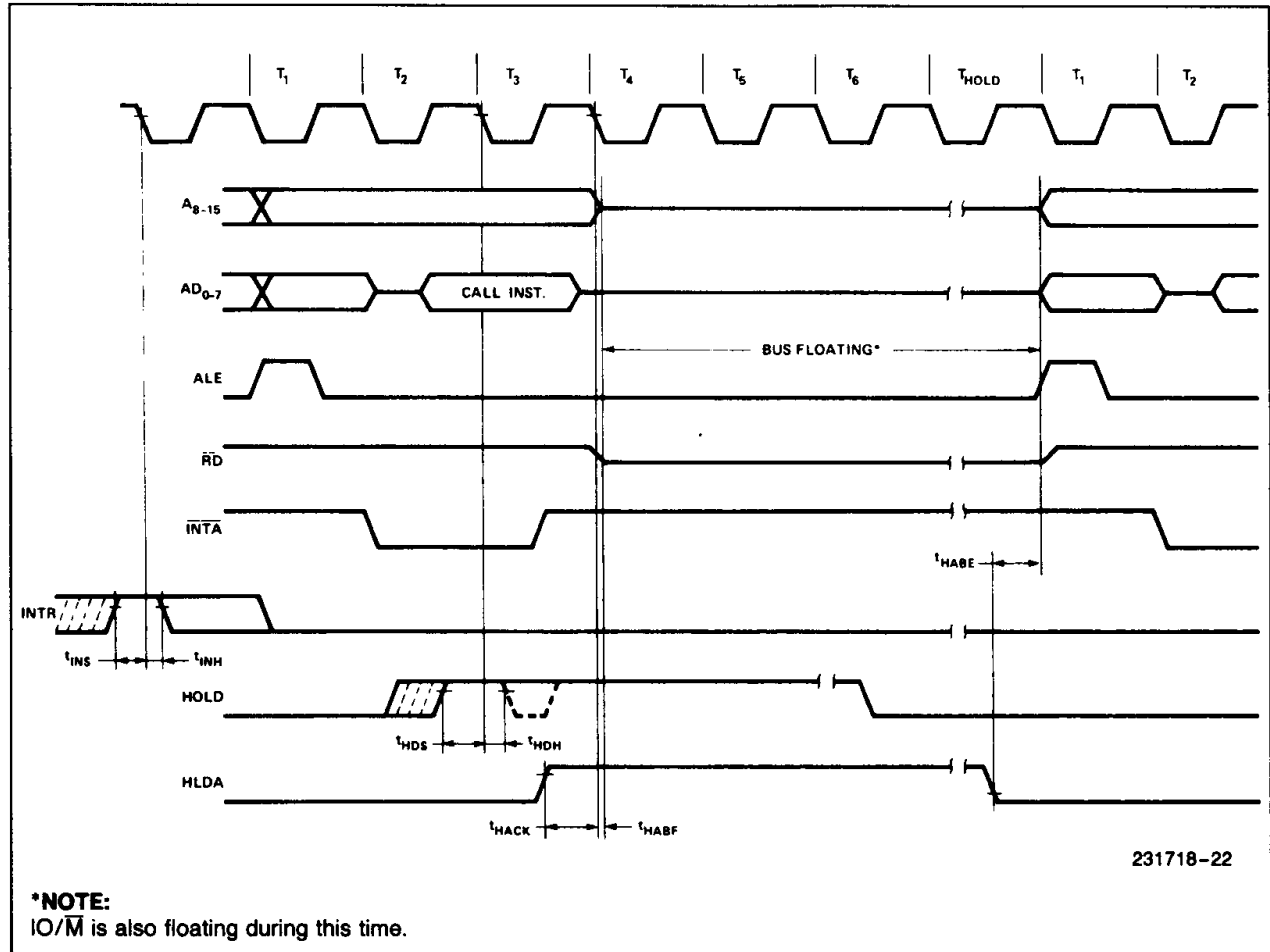 T1 T2 T3 T4 T5 T6 THOLD T1 T2
A8-15
AD0-7
CALL INST.
BUS FLOATING*
ALE
R̅D̅
I̅N̅T̅A̅
tHABE
INTR
tINS
tINH
HOLD
tHDS
tHDH
HLDA
tHACK
tHABF
231718-22
*NOTE:
IO/M̅ is also floating during this time.